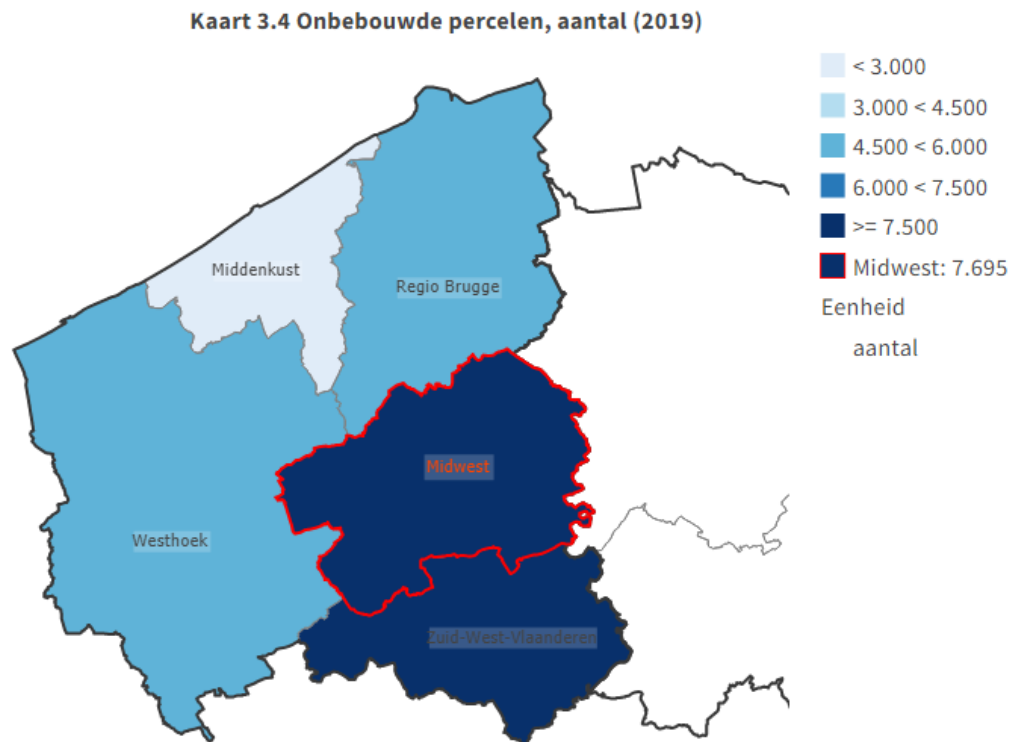 Kaart 3.4 Onbebouwde percelen, aantal (2019)
< 3.000
3.000 < 4.500
4.500 < 6.000
6.000 < 7.500
>= 7.500
Midwest: 7.695
Eenheid
aantal
Middenkust
Regio Brugge
Midwest
Westhoek
Zuid-West-Vlaanderen